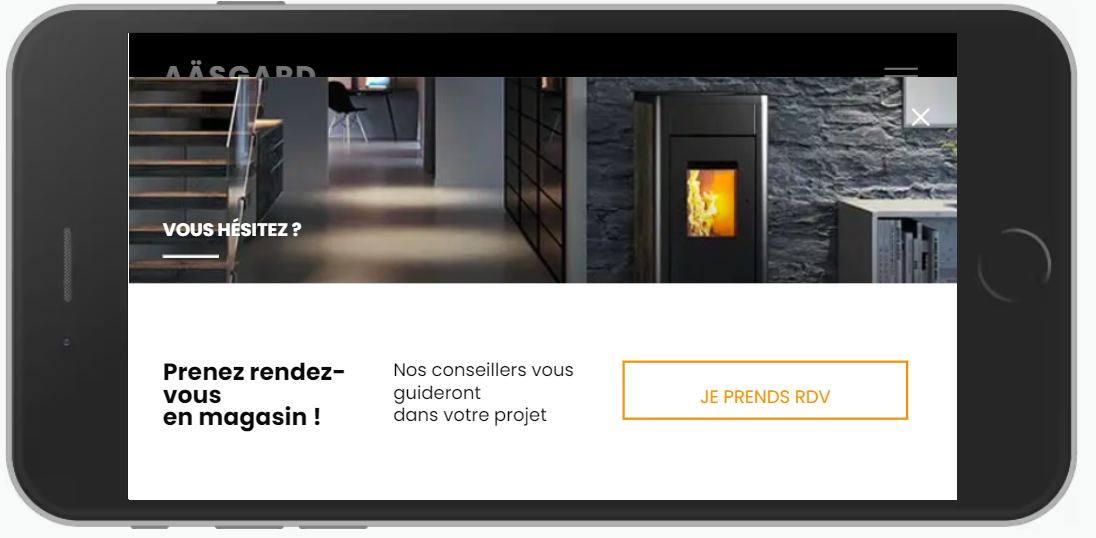 AÄSGARD
VOUS HÉSITEZ ?
Prenez rendez-
vous
en magasin !
Nos conseillers vous
guideront
dans votre projet
JE PRENDS RDV